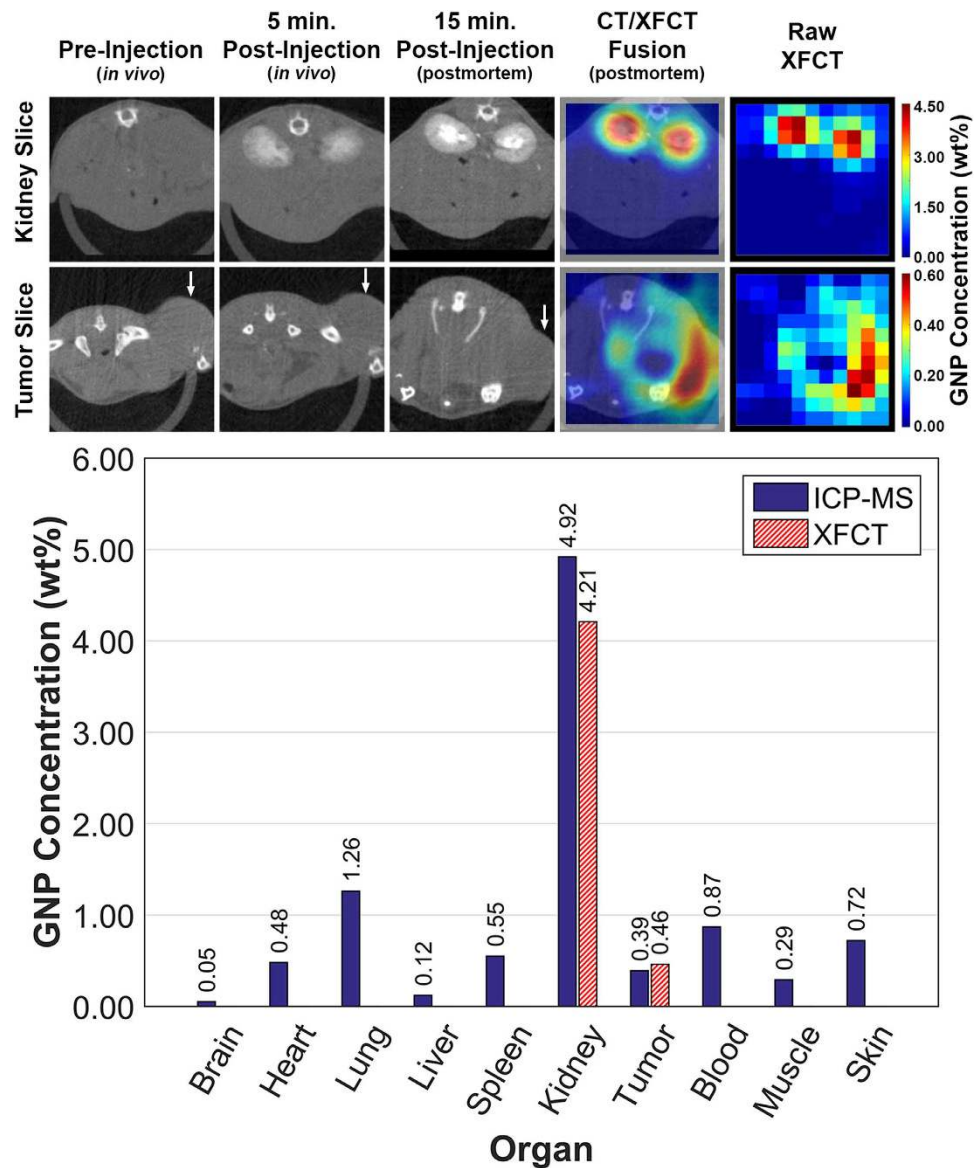 Pre-Injection
(in vivo)
5 min.
Post-Injection
(in vivo)
15 min.
Post-Injection
(postmortem)
CT/XFCT
Fusion
(postmortem)
Raw
XFCT
Kidney Slice
Tumor Slice
4.50
3.00
1.50
0.00
0.60
0.40
0.20
0.00
GNP Concentration (wt%)
6.00
5.00
4.00
3.00
2.00
1.00
0.00
GNP Concentration (wt%)
ICP-MS
XFCT
0.05
0.48
1.26
0.12
0.55
4.92
4.21
0.39
0.46
0.87
0.29
0.72
Brain
Heart
Lung
Liver
Spleen
Kidney
Tumor
Blood
Muscle
Skin
Organ